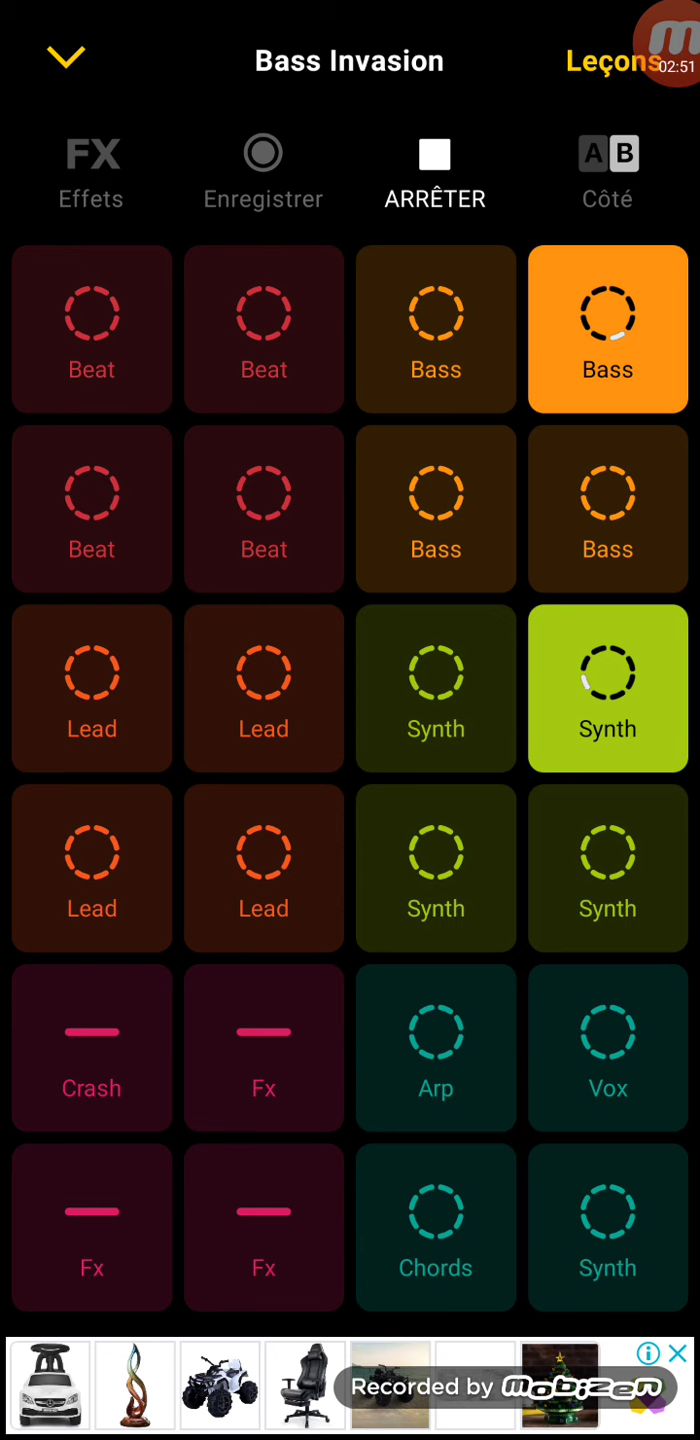 Bass Invasion
Leçons
02:51
FX
A B
Effets
Enregistrer
ARRÊTER
Côté
Beat
Beat
Bass
Bass
Beat
Beat
Bass
Bass
Lead
Lead
Synth
Synth
Lead
Lead
Synth
Synth
Crash
Fx
Arp
Vox
Fx
Fx
Chords
Synth
Recorded by mobizen